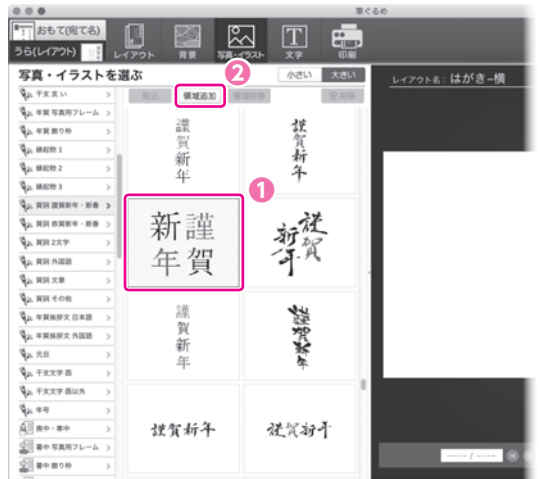 筆ぐるめ
おもて(宛て名)
うら(レイアウト)
レイアウト
背景
写真・イラスト
文字
印刷
写真・イラストを選ぶ
小さい
大きい
レイアウト名：はがき–横
2
取込
領域追加
領域削除
干支 亥 い
年賀 写真用フレーム
年賀 飾り枠
縁起物 1
縁起物 2
縁起物 3
賀詞 謹賀新年・新春
賀詞 恭賀新年・新春
賀詞 2文字
賀詞 外国語
賀詞 文章
賀詞 その他
年賀挨拶文 日本語
年賀挨拶文 外国語
元旦
干支文字 酉
干支文字 酉以外
年号
喪中・寒中
暑中 写真用フレーム
暑中 飾り枠
謹賀新年
謹賀新年
1
謹賀
新年
謹賀
新年
謹賀新年
謹賀新年
謹賀新年
謹賀新年
---- / ----